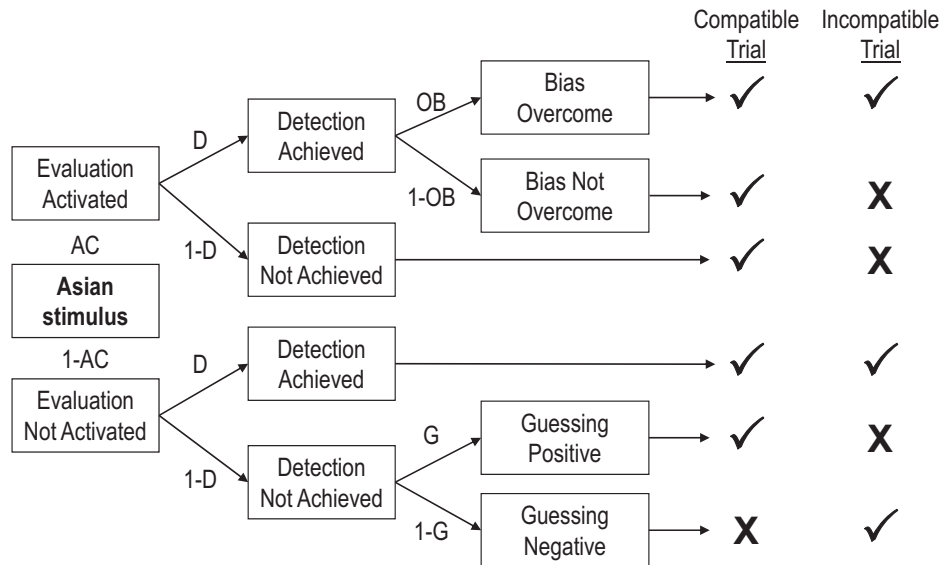 Compatible
Trial
Incompatible
Trial
Bias
Overcome
OB
Detection
Achieved
D
Evaluation
Activated
1-OB
Bias Not
Overcome
X
1-D
Detection
Not Achieved
X
AC
Asian
stimulus
1-AC
D
Detection
Achieved
Evaluation
Not Activated
G
Guessing
Positive
X
1-D
Detection
Not Achieved
1-G
Guessing
Negative
X